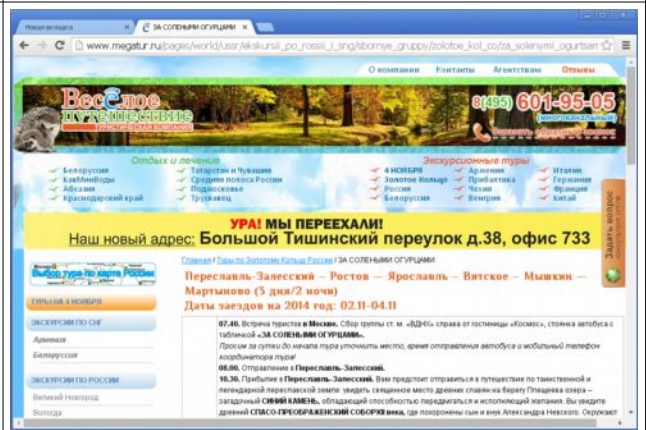 Новая вкладка
ЗА СОЛЕНЫМИ ОГУРЦАМИ
www.megatur.ru/pages/world/ussr/ekskursii_po_rossii_i_sng/sbornye_gruppy/zolotoe_kol_co/za_solenymi_ogurtsam
О компании Контакты Агентствам Отзывы
ВесЁлое
путешествие
ТУРИСТИЧЕСКАЯ КОМПАНИЯ
8(495) 601-95-05
(многоканальный)
Заказать обратный звонок
Отдых и лечение
Экскурсионные туры
Белоруссия
КавМинВоды
Абхазия
Краснодарский край
Татарстан и Чувашия
Средняя полоса России
Подмосковье
Трускавец
4 НОЯБРЯ
Золотое Кольцо
Россия
Белоруссия
Армения
Прибалтика
Чехия
Венгрия
Италия
Германия
Франция
Китай
Задать вопрос
УРА! МЫ ПЕРЕЕХАЛИ!
Наш новый адрес: Большой Тишинский переулок д.38, офис 733
Выбор тура по карте России
Главная / Туры по Золотому Кольцу России / ЗА СОЛЕНЫМИ ОГУРЦАМИ
Переславль-Залесский – Ростов – Ярославль – Вятское – Мышкин –
Мартыново (3 дня/2 ночи)
Даты заездов на 2014 год: 02.11-04.11
ТУРЫ НА 4 НОЯБРЯ
ЭКСКУРСИИ ПО СНГ
Армения
Белоруссия
ЭКСКУРСИИ ПО РОССИИ
Великий Новгород
Вологда
07.40. Встреча туристов в Москве. Сбор группы ст. м. «ВДНХ» справа от гостиницы «Космос», стоянка автобуса с
табличкой «ЗА СОЛЕНЫМИ ОГУРЦАМИ».
Просим за сутки до начала тура уточнить место, время отправления автобуса и мобильный телефон
координатора тура!
08.00. Отправление в Переславль-Залесский.
10.30. Прибытие в Переславль-Залесский. Вам предстоит отправиться в путешествие по таинственной и
легендарной переславской земле: увидеть священное место древних славян на берегу Плещеева озера –
загадочный СИНИЙ КАМЕНЬ, обладающий способностью передвигаться и исполняющий желания. Вы увидите
древний СПАСО-ПРЕОБРАЖЕНСКИЙ СОБОР XII века, где похоронены сын и внук Александра Невского. Окружают